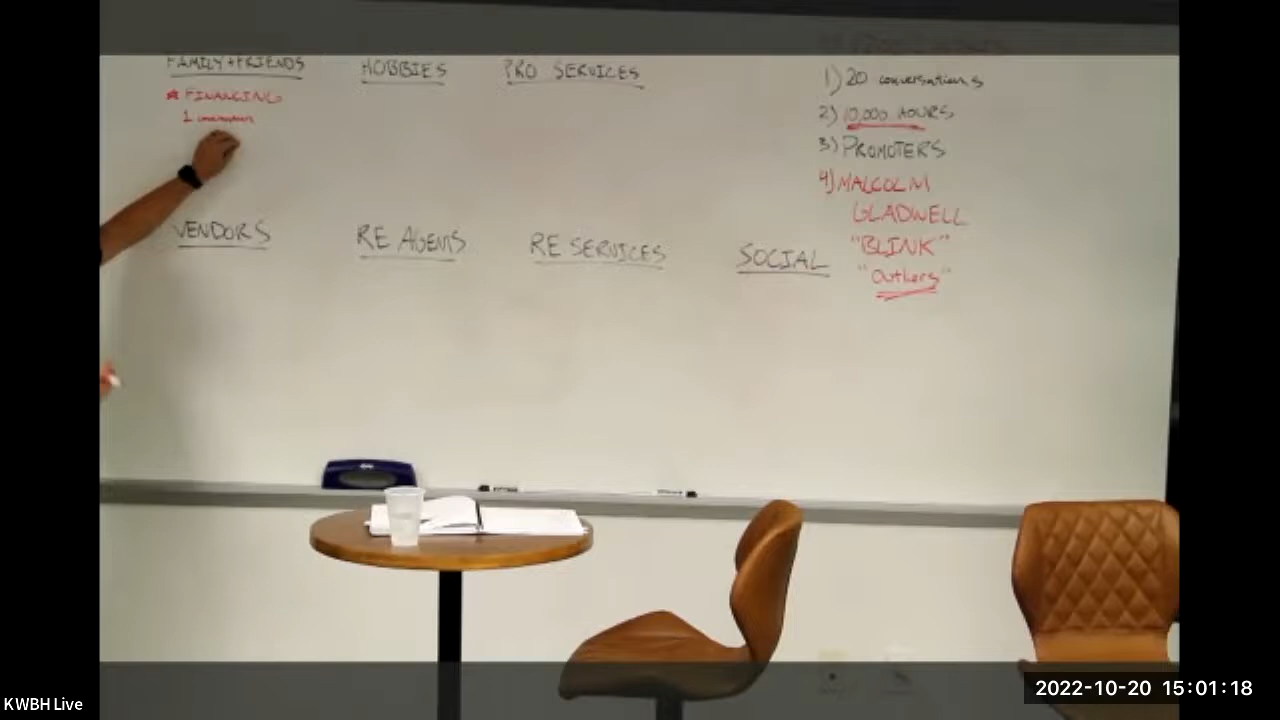 FAMILY+FRIENDS
HOBBIES
PRO SERVICES
★ FINANCING
1
VENDORS
RE AGENTS
RE SERVICES
SOCIAL
1) 20 conversations
2) 10,000 HOURS
3) PROMOTERS
4) MALCOLM
GLADWELL
"BLINK"
"Outliers"
KWBH Live
2022-10-20 15:01:18